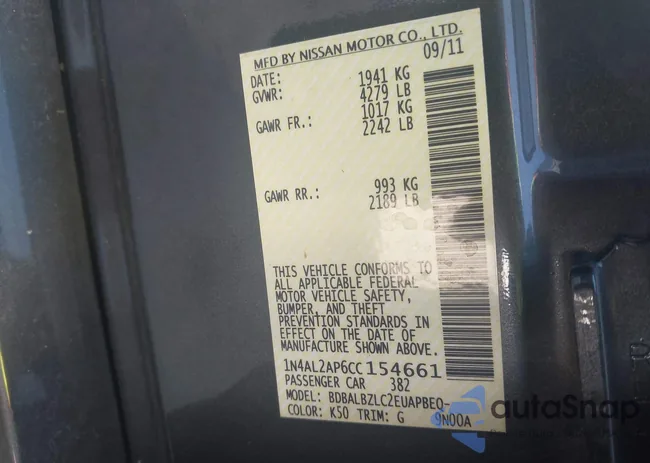 MFD BY NISSAN MOTOR CO., LTD.
DATE: 09/11
GVWR: 1941 KG
4279 LB
GAWR FR.: 1017 KG
2242 LB
GAWR RR.: 993 KG
2189 LB
THIS VEHICLE CONFORMS TO
ALL APPLICABLE FEDERAL
MOTOR VEHICLE SAFETY,
BUMPER, AND THEFT
PREVENTION STANDARDS IN
EFFECT ON THE DATE OF
MANUFACTURE SHOWN ABOVE.
1N4AL2AP6CC154661
PASSENGER CAR 382
MODEL: BDBALBZLC2EUAPBEO-
COLOR: K50 TRIM: G 9N00A
autoSnap